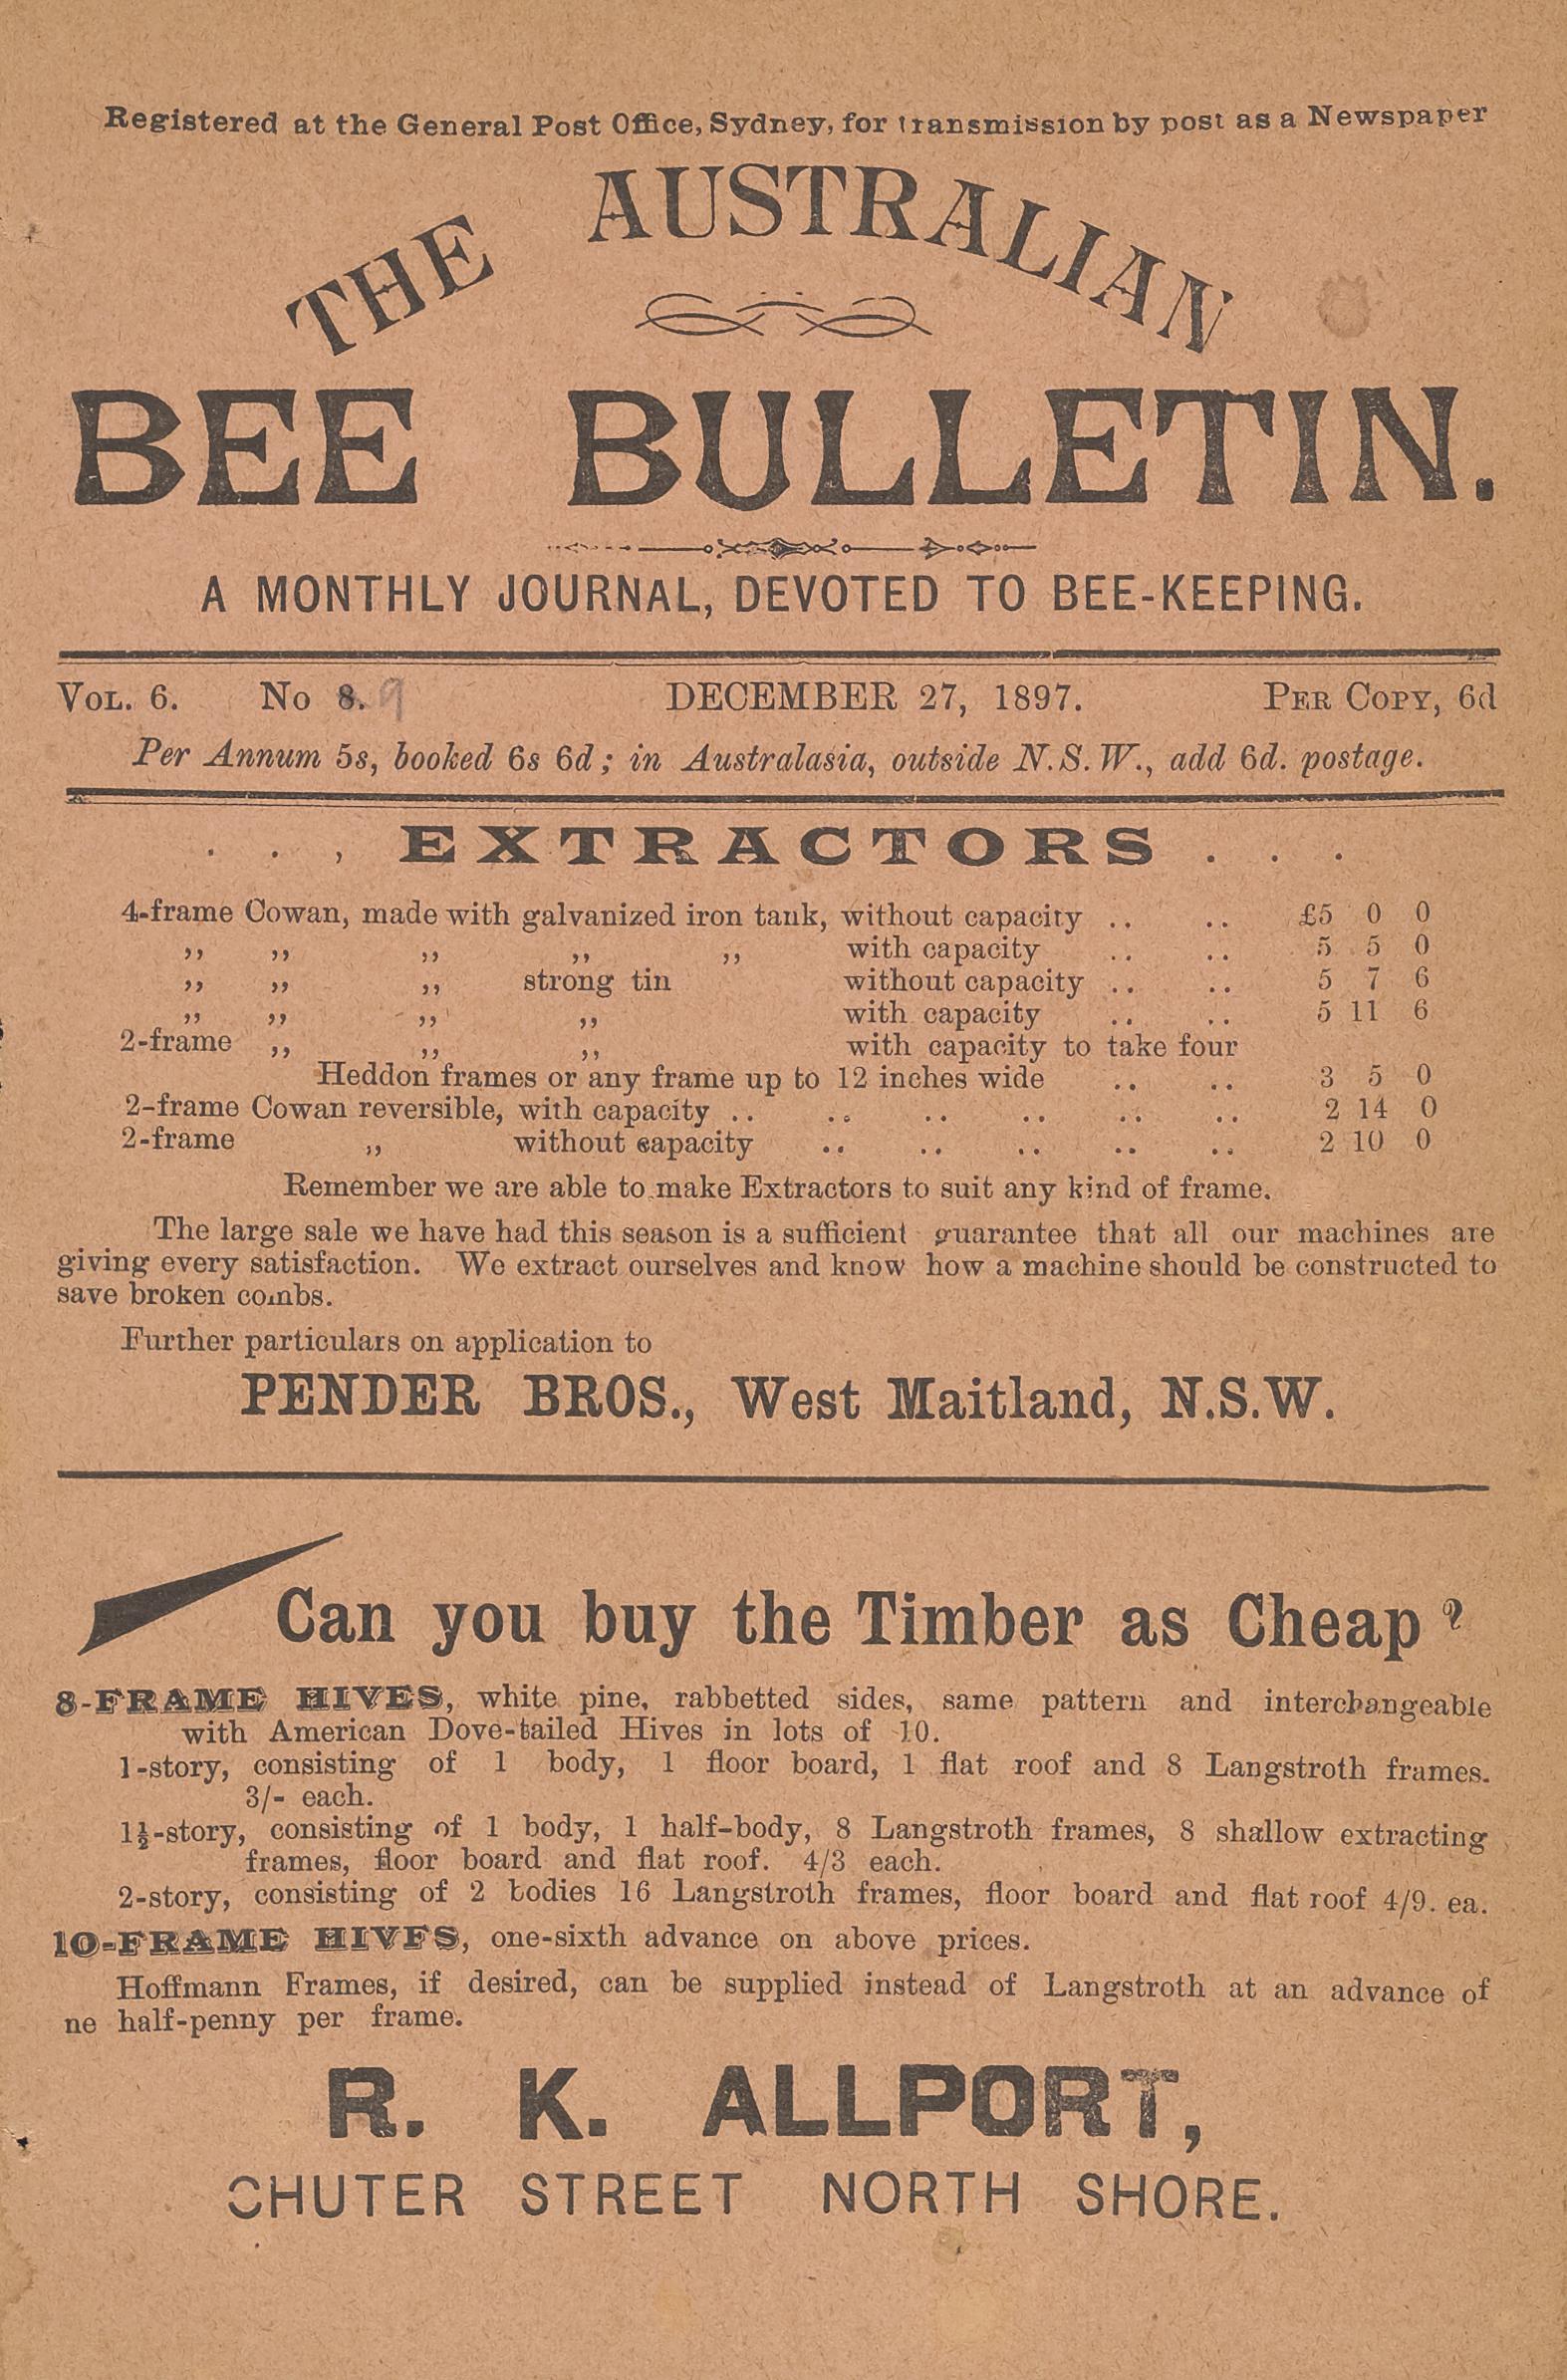 Registered at the General Post Office, Sydney, for transmission by post as a Newspaper
THE AUSTRALIAN
BEE BULLETIN.
A MONTHLY JOURNAL, DEVOTED TO BEE-KEEPING.
VOL. 6. No 8. 9 DECEMBER 27, 1897. PER COPY, 6d
Per Annum 5s, booked 6s 6d; in Australasia, outside N.S.W., add 6d. postage.
. . , EXTRACTORS . . .
4-frame Cowan, made with galvanized iron tank, without capacity .. .. £5 0 0
,, ,, ,, ,, ,, with capacity .. .. 5 5 0
,, ,, ,, strong tin without capacity .. .. 5 7 6
,, ,, ,, ,, with capacity .. .. 5 11 6
2-frame ,, ,, ,, with capacity to take four
Heddon frames or any frame up to 12 inches wide .. .. 3 5 0
2-frame Cowan reversible, with capacity .. .. .. .. .. .. 2 14 0
2-frame ,, without capacity .. .. .. .. .. 2 10 0
Remember we are able to make Extractors to suit any kind of frame.
The large sale we have had this season is a sufficient guarantee that all our machines are
giving every satisfaction. We extract ourselves and know how a machine should be constructed to
save broken combs.
Further particulars on application to
PENDER BROS., West Maitland, N.S.W.
Can you buy the Timber as Cheap?
8-FRAME HIVES, white pine, rabbetted sides, same pattern and interchangeable
with American Dove-tailed Hives in lots of 10.
1-story, consisting of 1 body, 1 floor board, 1 flat roof and 8 Langstroth frames.
3/- each.
1½-story, consisting of 1 body, 1 half-body, 8 Langstroth frames, 8 shallow extracting
frames, floor board and flat roof. 4/3 each.
2-story, consisting of 2 bodies 16 Langstroth frames, floor board and flat roof 4/9. ea.
10-FRAME HIVES, one-sixth advance on above prices.
Hoffmann Frames, if desired, can be supplied instead of Langstroth at an advance of
ne half-penny per frame.
R. K. ALLPORT,
CHUTER STREET NORTH SHORE.